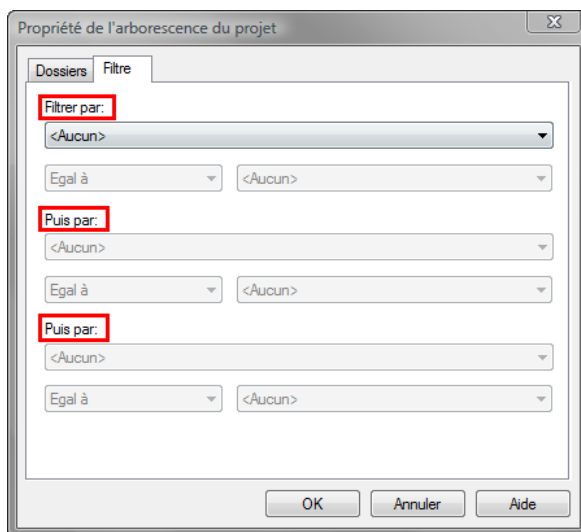 Propriété de l'arborescence du projet
Dossiers Filtre
Filtrer par:
<Aucun>
Egal à <Aucun>
Puis par:
<Aucun>
Egal à <Aucun>
Puis par:
<Aucun>
Egal à <Aucun>
OK Annuler Aide